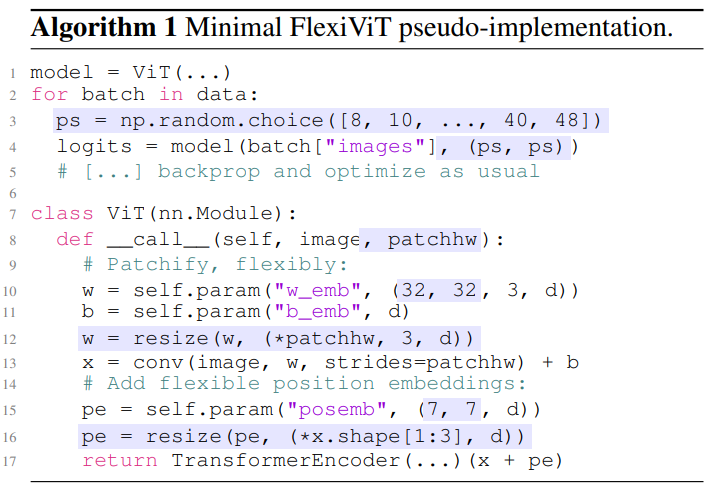 Algorithm 1 Minimal FlexiViT pseudo-implementation.
1 model = ViT(...)
2 for batch in data:
3 ps = np.random.choice([8, 10, ..., 40, 48])
4 logits = model(batch["images"], (ps, ps))
5 # [...] backprop and optimize as usual
6
7 class ViT(nn.Module):
8 def __call__(self, image, patchhw):
9 # Patchify, flexibly:
10 w = self.param("w_emb", (32, 32, 3, d))
11 b = self.param("b_emb", d)
12 w = resize(w, (*patchhw, 3, d))
13 x = conv(image, w, strides=patchhw) + b
14 # Add flexible position embeddings:
15 pe = self.param("posemb", (7, 7, d))
16 pe = resize(pe, (*x.shape[1:3], d))
17 return TransformerEncoder(...)(x + pe)